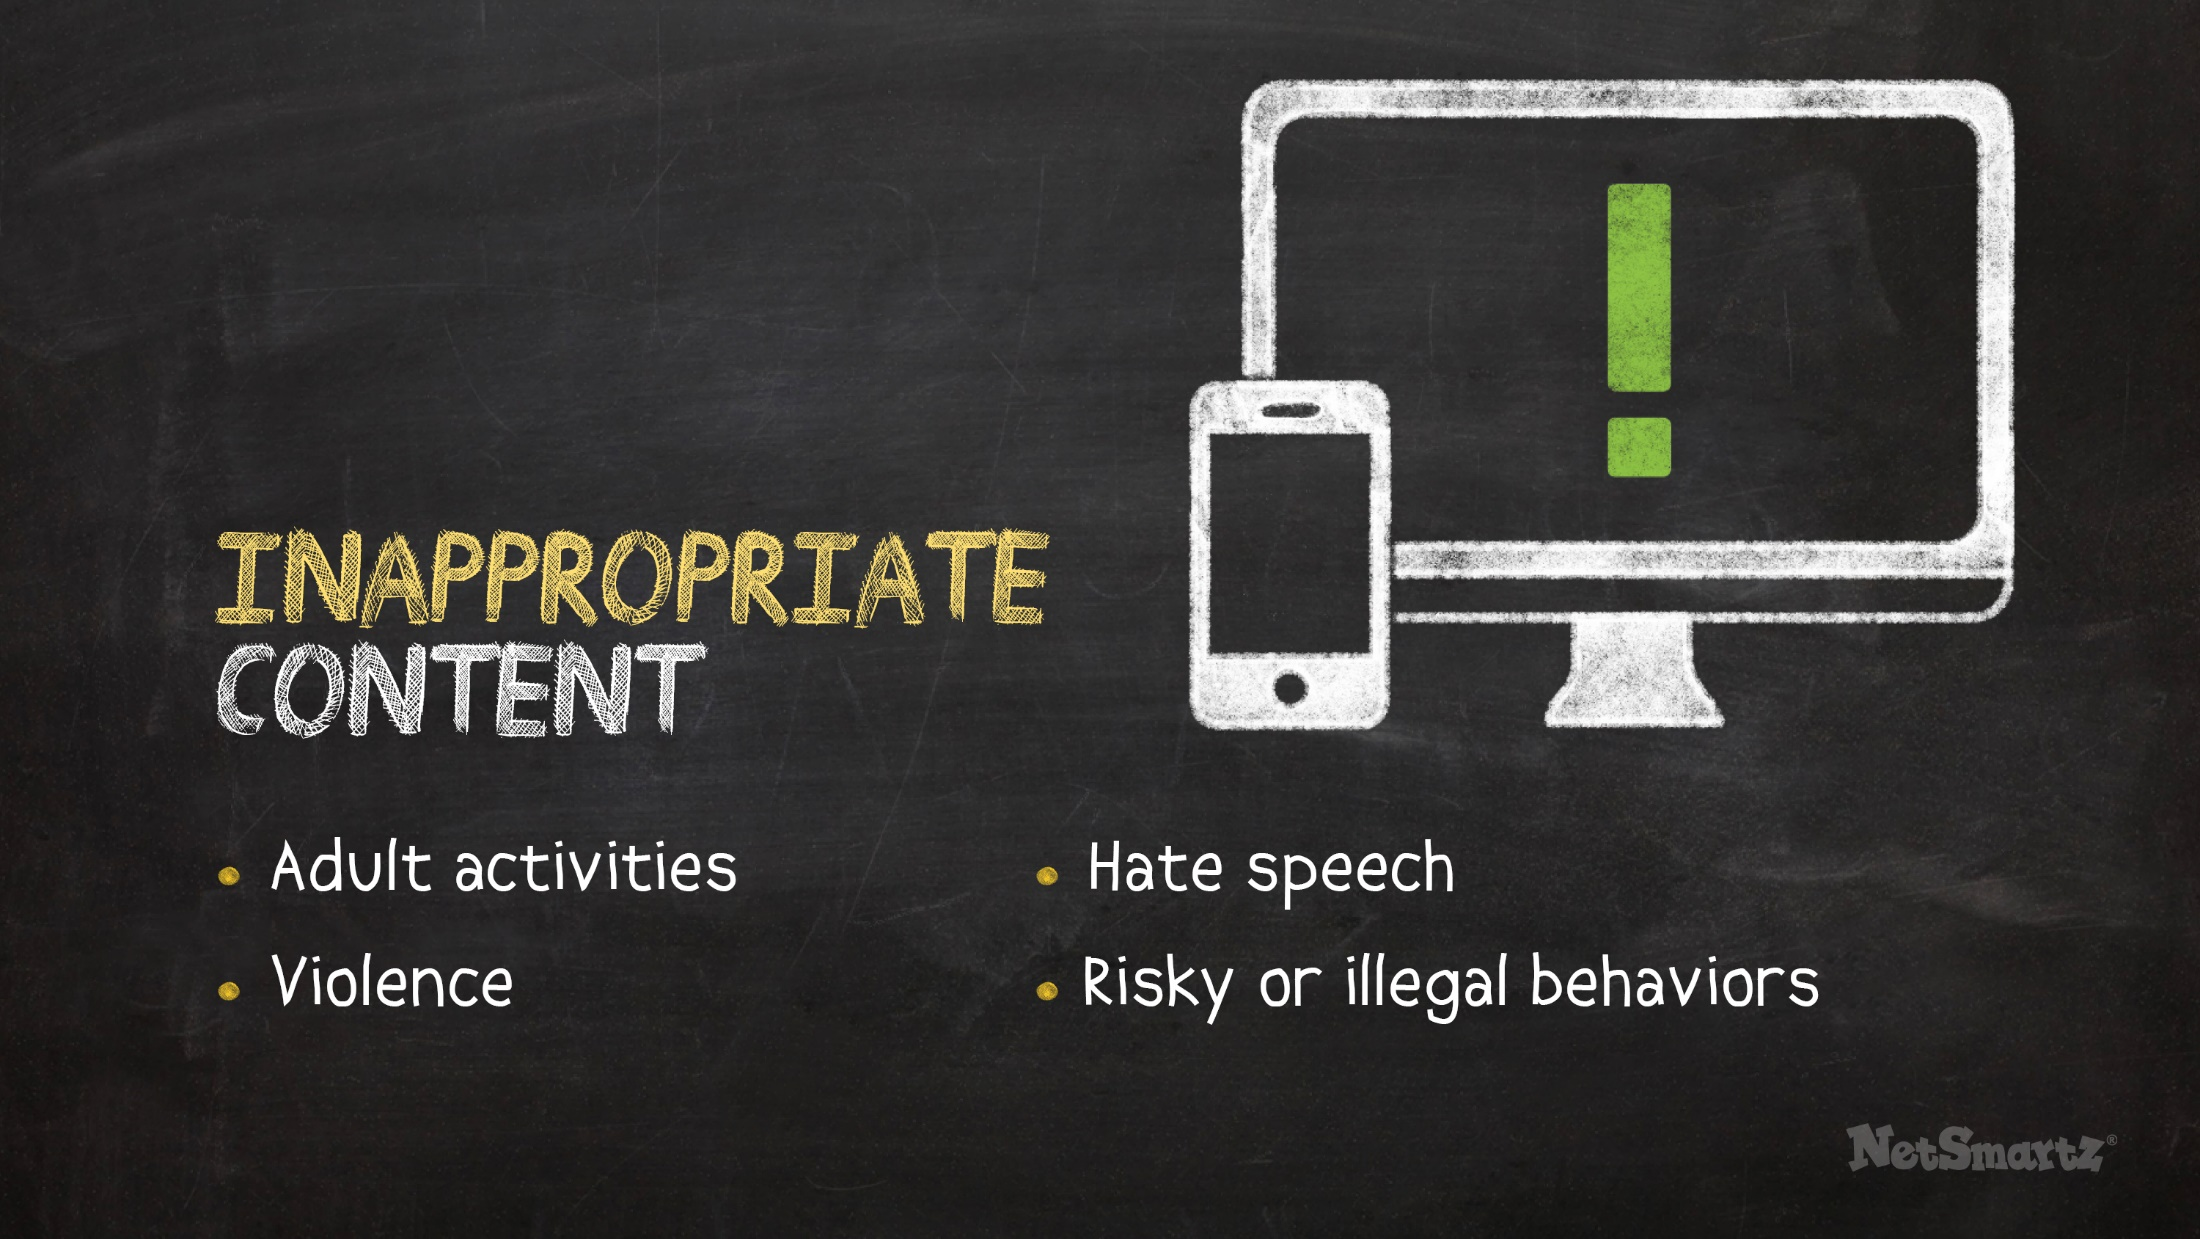 INAPPROPRIATE
CONTENT
• Adult activities
• Violence
• Hate speech
• Risky or illegal behaviors
NetSmartz®